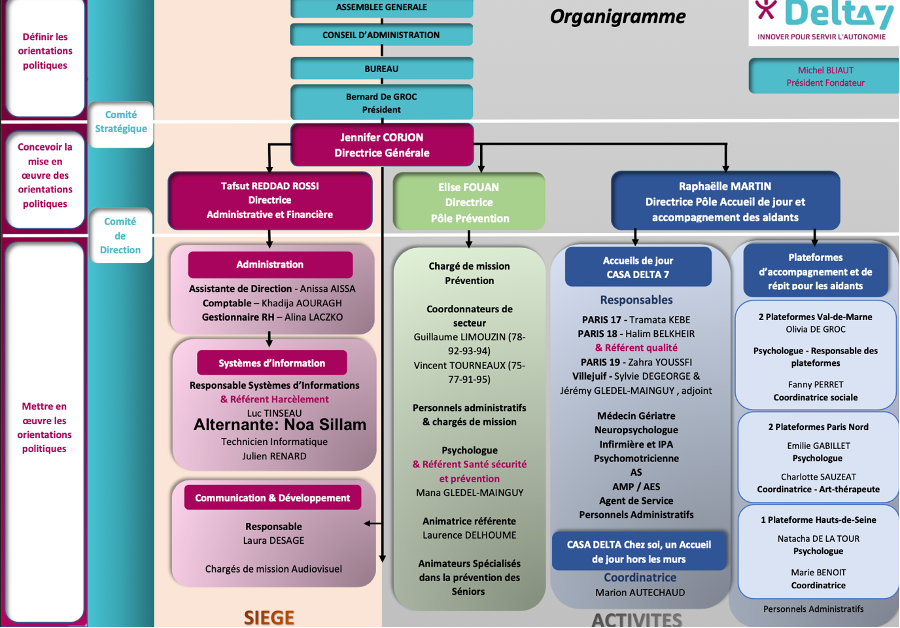 ASSEMBLEE GENERALE
CONSEIL D'ADMINISTRATION
BUREAU
Bernard De GROC
Président
Organigramme
Delta7
INNOVER POUR SERVIR L'AUTONOMIE
Michel BLIAUT
Président Fondateur
Définir les
orientations
politiques
Comité
Stratégique
Concevoir la
mise en
œuvre des
orientations
politiques
Comité
de
Direction
Mettre en
œuvre les
orientations
politiques
Jennifer CORJON
Directrice Générale
Tafsut REDDAD ROSSI
Directrice
Administrative et Financière
Elise FOUAN
Directrice
Pôle Prévention
Raphaëlle MARTIN
Directrice Pôle Accueil de jour et
accompagnement des aidants
Administration
Assistante de Direction - Anissa AISSA
Comptable – Khadija AOURAGH
Gestionnaire RH – Alina LACZKO
Systèmes d'information
Responsable Systèmes d'Informations
& Référent Harcèlement
Luc TINSEAU
Alternante: Noa Sillam
Technicien Informatique
Julien RENARD
Communication & Développement
Responsable
Laura DESAGE
Chargés de mission Audiovisuel
SIEGE
Chargé de mission
Prévention
Coordonnateurs de
secteur
Guillaume LIMOUZIN (78-
92-93-94)
Vincent TOURNEAUX (75-
77-91-95)
Personnels administratifs
& chargés de mission
Psychologue
& Référent Santé sécurité
et prévention
Mana GLEDEL-MAINGUY
Animatrice référente
Laurence DELHOUME
Animateurs Spécialisés
dans la prévention des
Séniors
Accueils de jour
CASA DELTA 7
Responsables
PARIS 17 - Tramata KEBE
PARIS 18 - Halim BELKHEIR
& Référent qualité
PARIS 19 - Zahra YOUSSFI
Villejuif - Sylvie DEGEORGE &
Jérémy GLEDEL-MAINGUY , adjoint
Médecin Gériatre
Neuropsychologue
Infirmière et IPA
Psychomotricienne
AS
AMP / AES
Agent de Service
Personnels Administratifs
CASA DELTA Chez soi, un Accueil
de jour hors les murs
Coordinatrice
Marion AUTECHAUD
ACTIVITES
Plateformes
d'accompagnement et de
répit pour les aidants
2 Plateformes Val-de-Marne
Olivia DE GROC
Psychologue - Responsable des
plateformes
Fanny PERRET
Coordinatrice sociale
2 Plateformes Paris Nord
Emilie GABILLET
Psychologue
Charlotte SAUZEAT
Coordinatrice - Art-thérapeute
1 Plateforme Hauts-de-Seine
Natacha DE LA TOUR
Psychologue
Marie BENOIT
Coordinatrice
Personnels Administratifs